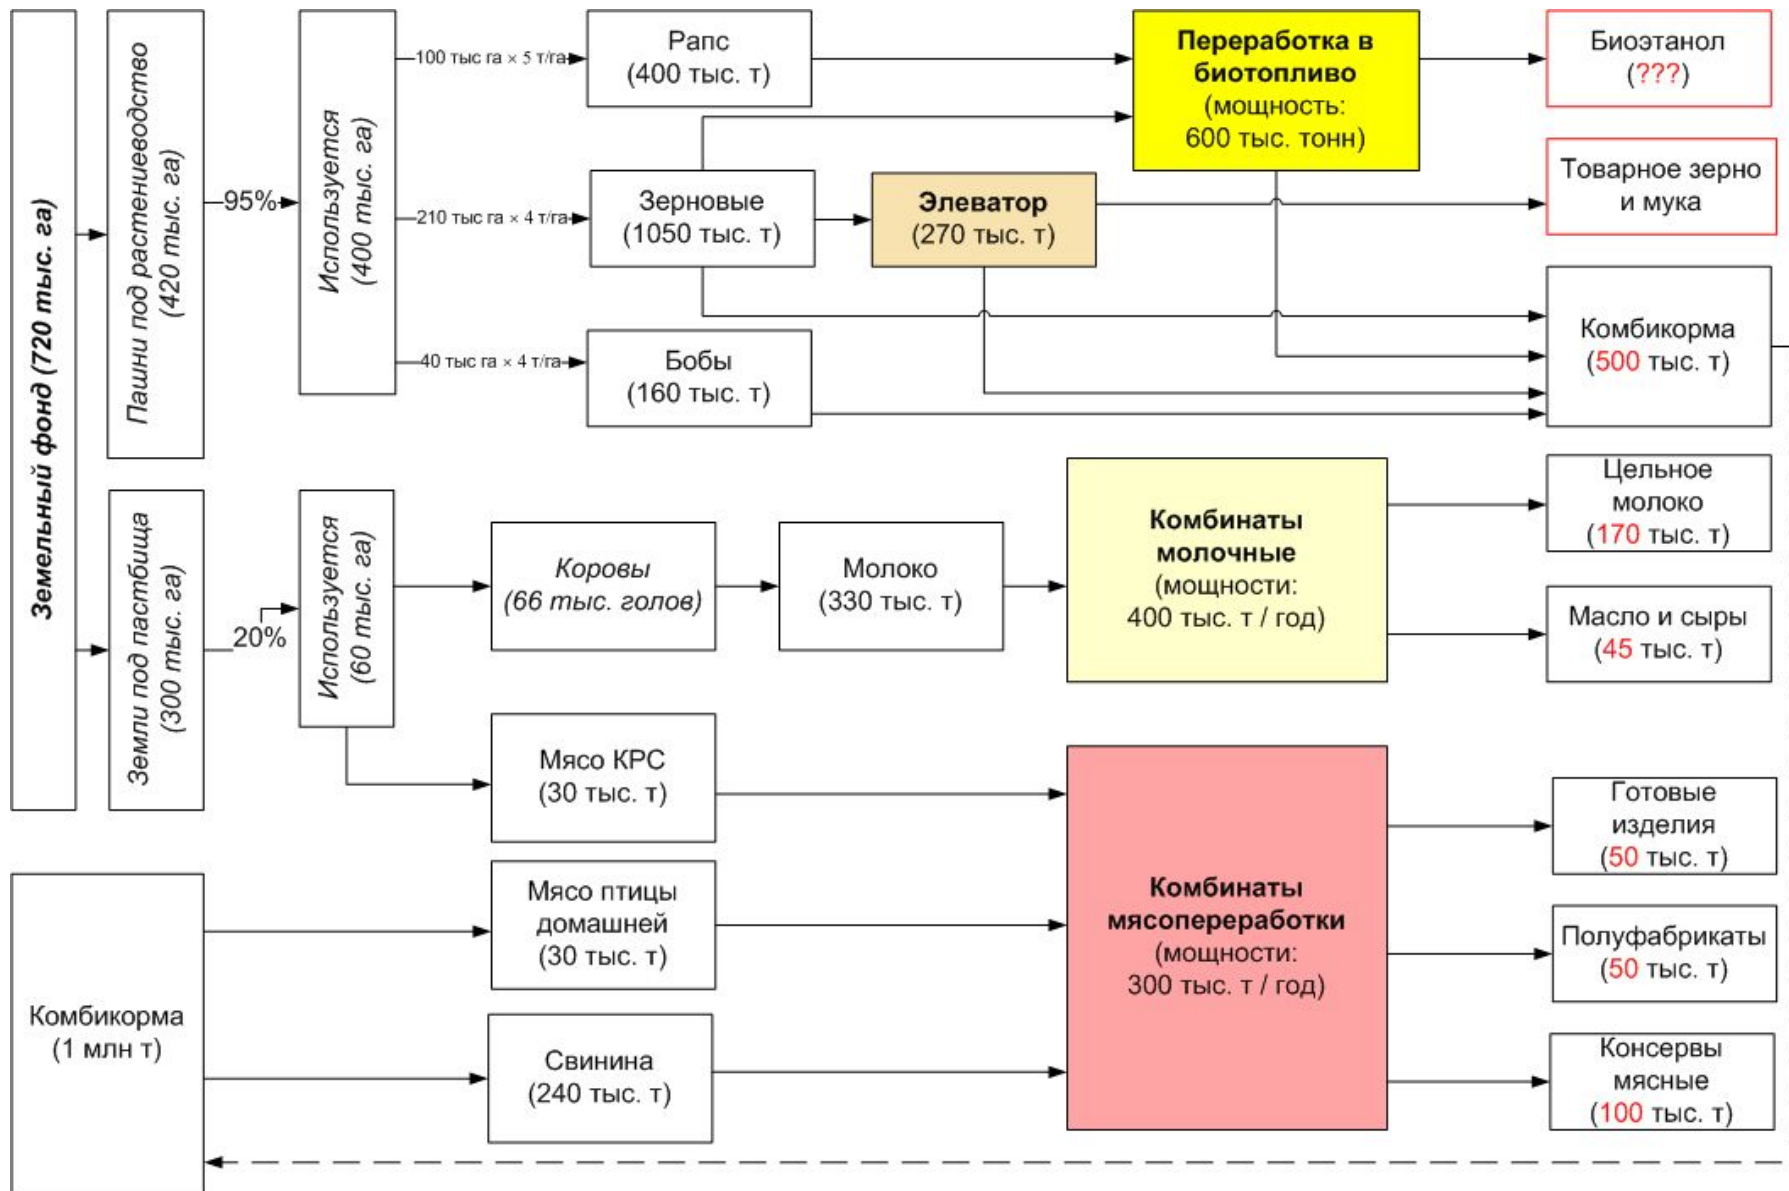 Земельный фонд (720 тыс. га)
Пашни под растениеводство
(420 тыс. га)
95%
Используется
(400 тыс. га)
100 тыс га × 5 т/га
Рапс
(400 тыс. т)
Переработка в
биотопливо
(мощность:
600 тыс. тонн)
Биоэтанол
(???)
210 тыс га × 4 т/га
Зерновые
(1050 тыс. т)
Элеватор
(270 тыс. т)
Товарное зерно
и мука
40 тыс га × 4 т/га
Бобы
(160 тыс. т)
Комбикорма
(500 тыс. т)
Земли под пастбища
(300 тыс. га)
20%
Используется
(60 тыс. га)
Коровы
(66 тыс. голов)
Молоко
(330 тыс. т)
Комбинаты
молочные
(мощности:
400 тыс. т / год)
Цельное
молоко
(170 тыс. т)
Масло и сыры
(45 тыс. т)
Мясо КРС
(30 тыс. т)
Мясо птицы
домашней
(30 тыс. т)
Комбикорма
(1 млн т)
Свинина
(240 тыс. т)
Комбинаты
мясопереработки
(мощности:
300 тыс. т / год)
Готовые
изделия
(50 тыс. т)
Полуфабрикаты
(50 тыс. т)
Консервы
мясные
(100 тыс. т)